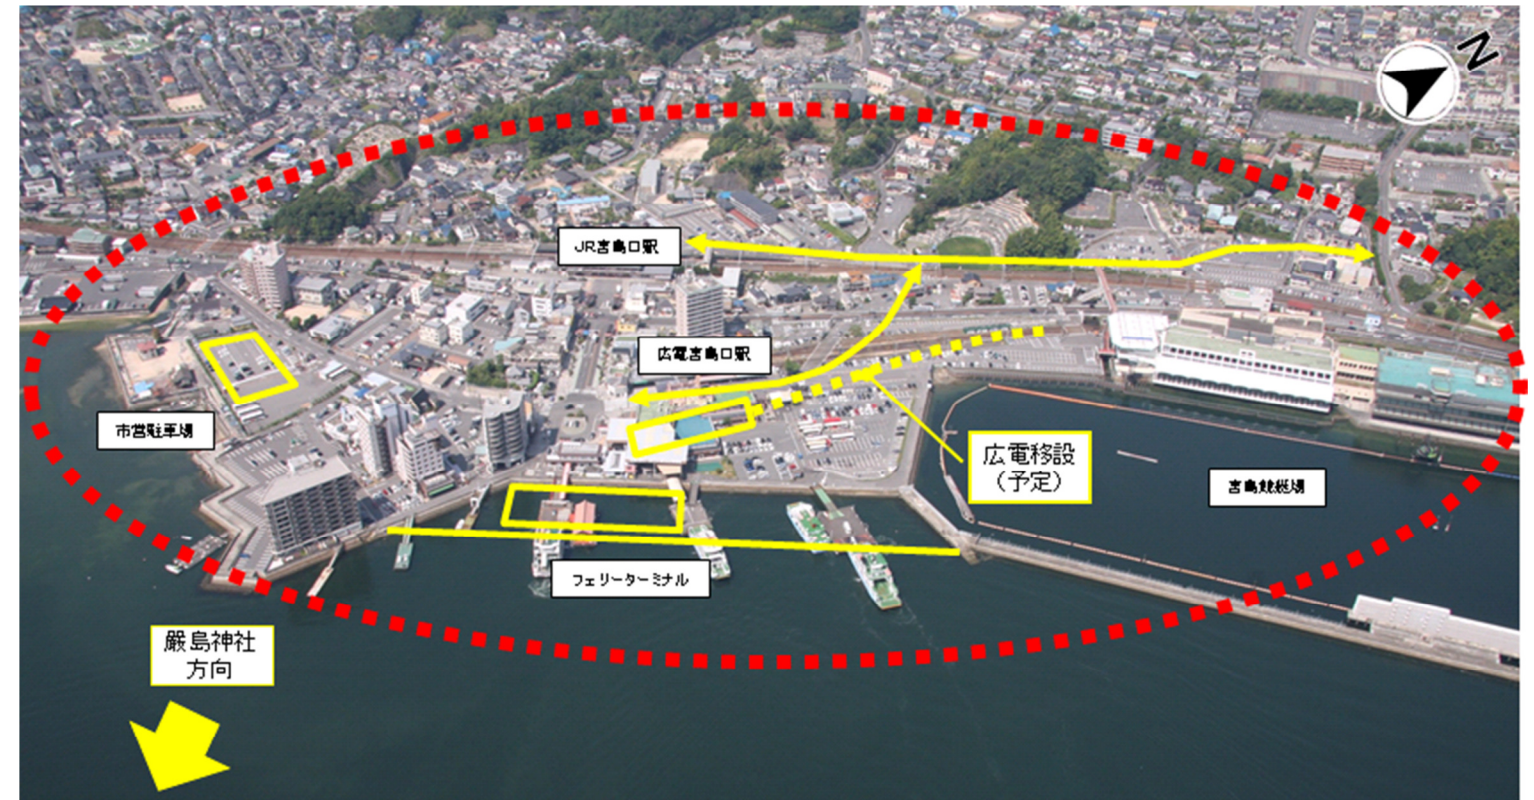 N
JR宮島口駅
広電宮島口駅
市営駐車場
広電移設
(予定)
宮島競艇場
フェリーターミナル
厳島神社
方向